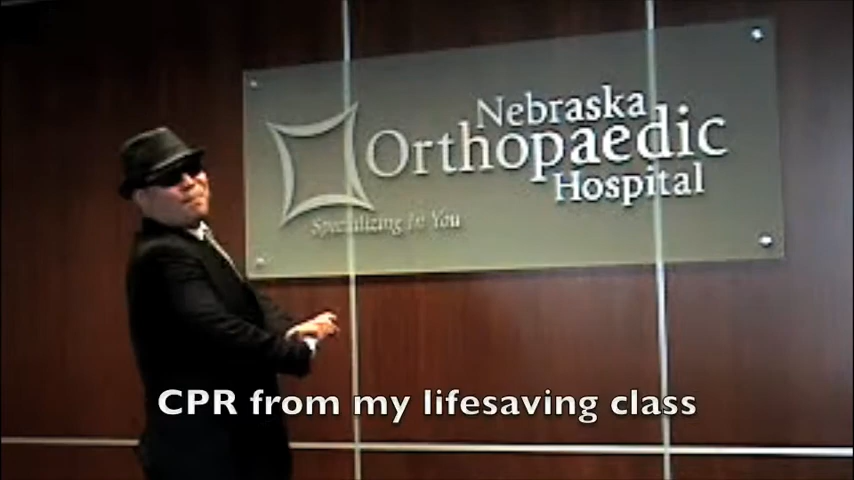 Nebraska
Orthopaedic
Hospital
Specializing In You
CPR from my lifesaving class